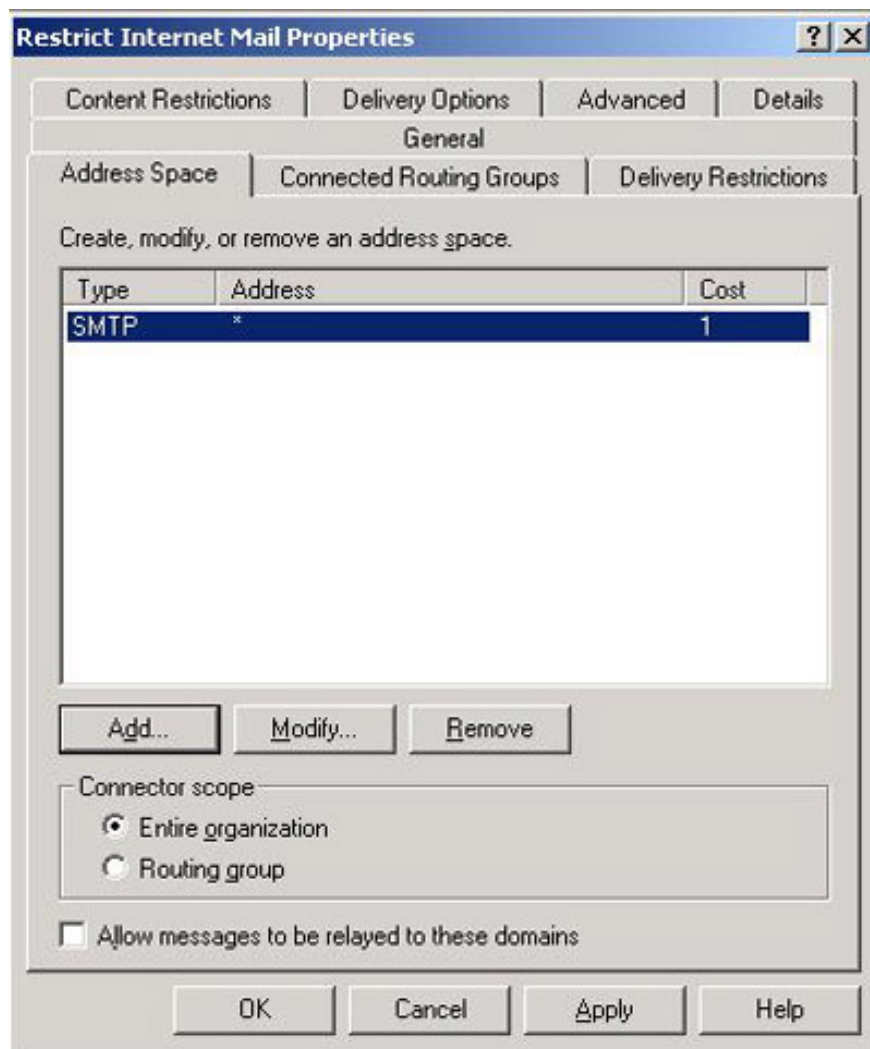 Restrict Internet Mail Properties
Content Restrictions Delivery Options Advanced Details
General
Address Space Connected Routing Groups Delivery Restrictions
Create, modify, or remove an address space.
Type Address Cost
SMTP * 1
Add... Modify... Remove
Connector scope
Entire organization
Routing group
Allow messages to be relayed to these domains
OK Cancel Apply Help